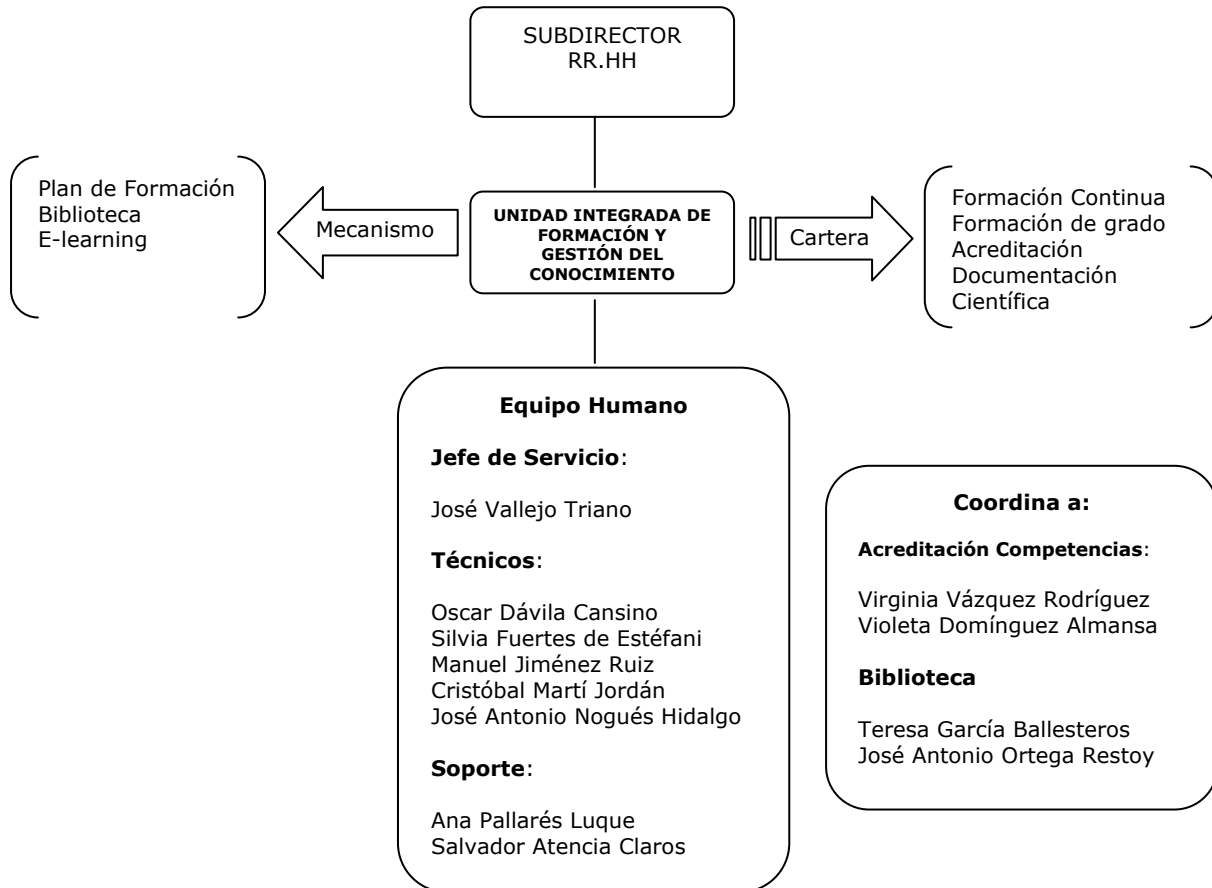 SUBDIRECTOR
RR.HH
Plan de Formación
Biblioteca
E-learning
Mecanismo
UNIDAD INTEGRADA DE
FORMACIÓN Y
GESTIÓN DEL
CONOCIMIENTO
Cartera
Formación Continua
Formación de grado
Acreditación
Documentación
Científica
Equipo Humano
Jefe de Servicio:
José Vallejo Triano
Técnicos:
Oscar Dávila Cansino
Silvia Fuertes de Estéfani
Manuel Jiménez Ruiz
Cristóbal Martí Jordán
José Antonio Nogués Hidalgo
Soporte:
Ana Pallarés Luque
Salvador Atencia Claros
Coordina a:
Acreditación Competencias:
Virginia Vázquez Rodríguez
Violeta Domínguez Almansa
Biblioteca
Teresa García Ballesteros
José Antonio Ortega Restoy